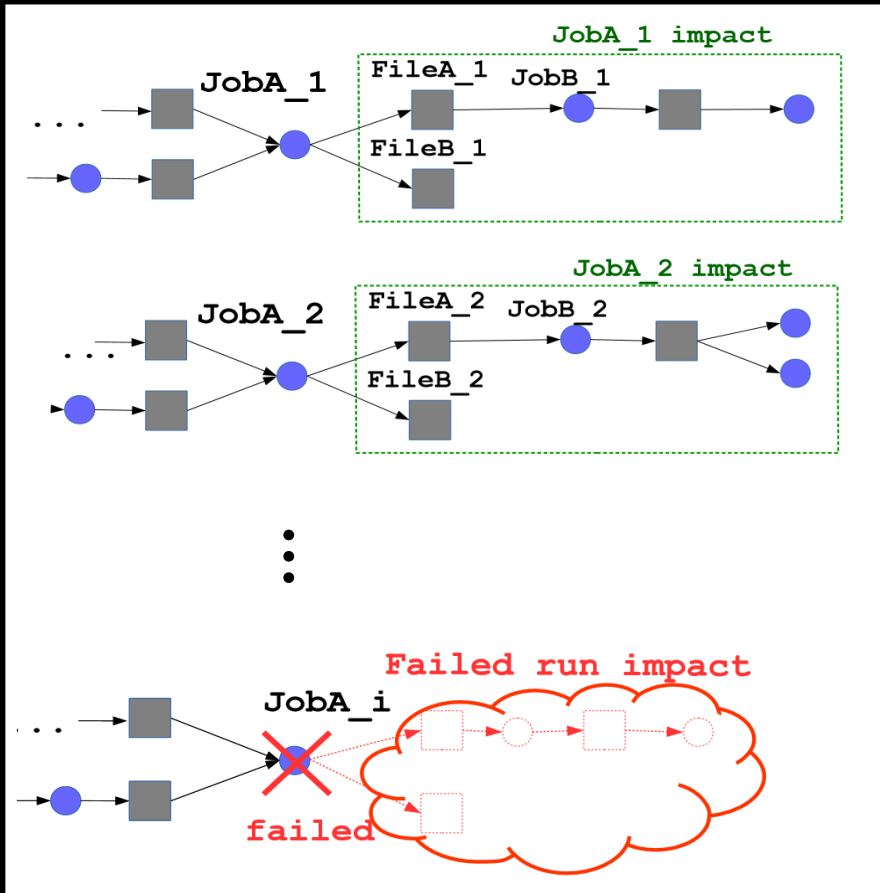 JobA_1 impact
JobA_1
FileA_1
JobB_1
...
FileB_1
JobA_2 impact
JobA_2
FileA_2
JobB_2
...
FileB_2
Failed run impact
JobA_i
...
failed